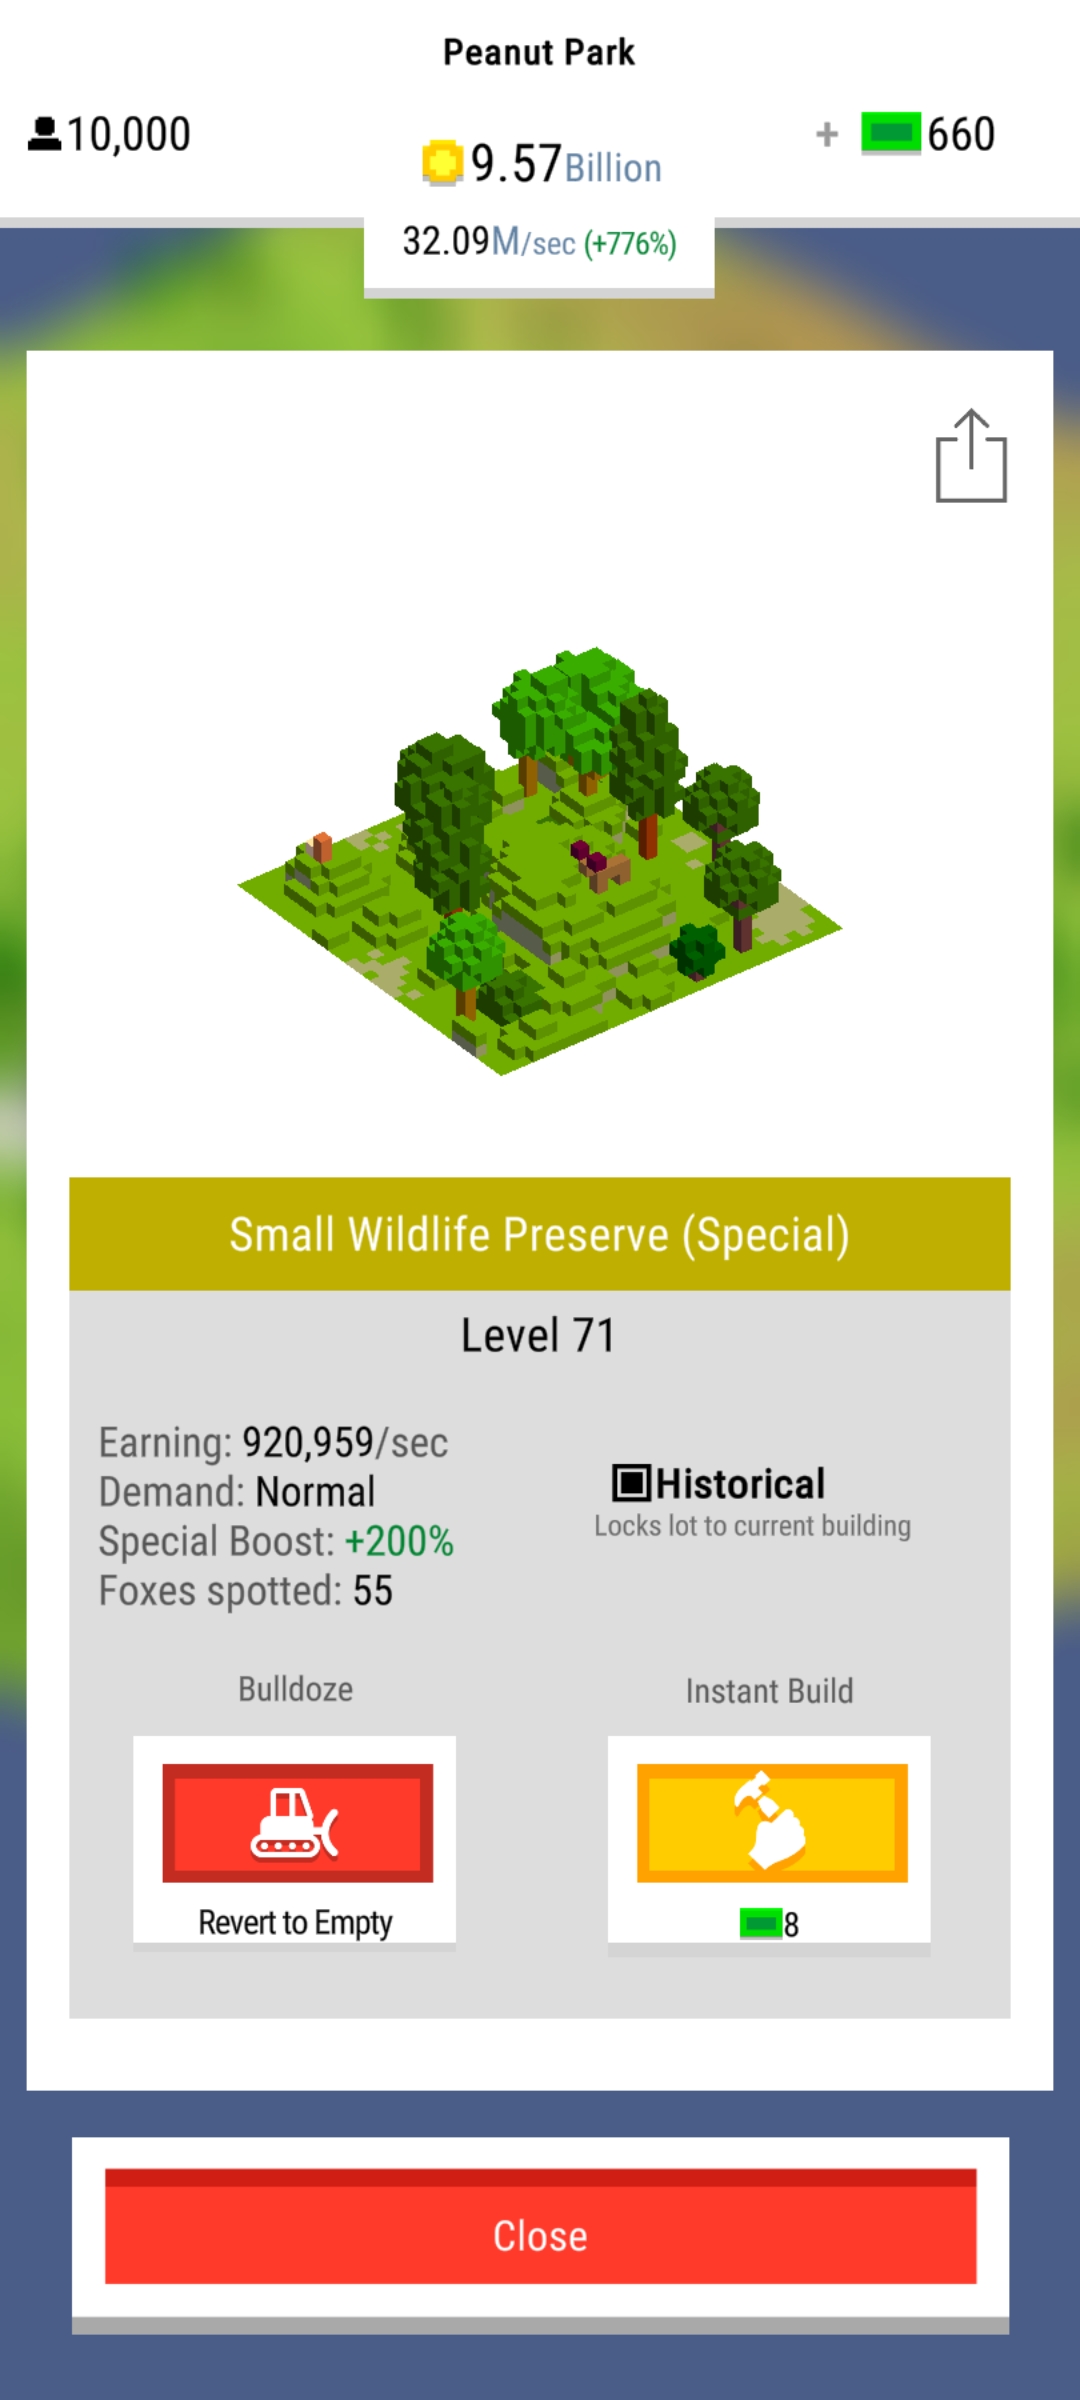 Peanut Park
10,000
9.57Billion
+ 660
32.09M/sec (+776%)
Small Wildlife Preserve (Special)
Level 71
Earning: 920,959/sec
Demand: Normal
Special Boost: +200%
Foxes spotted: 55
Historical
Locks lot to current building
Bulldoze
Revert to Empty
Instant Build
8
Close